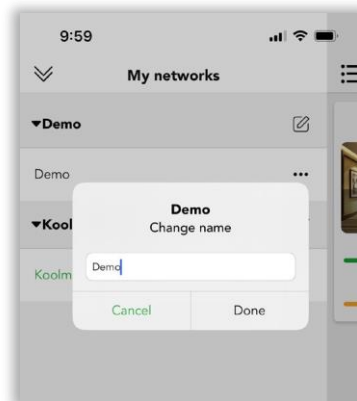 9:59
My networks
Demo
Demo
Demo
Change name
Kool
Demo
Koolm
Cancel Done